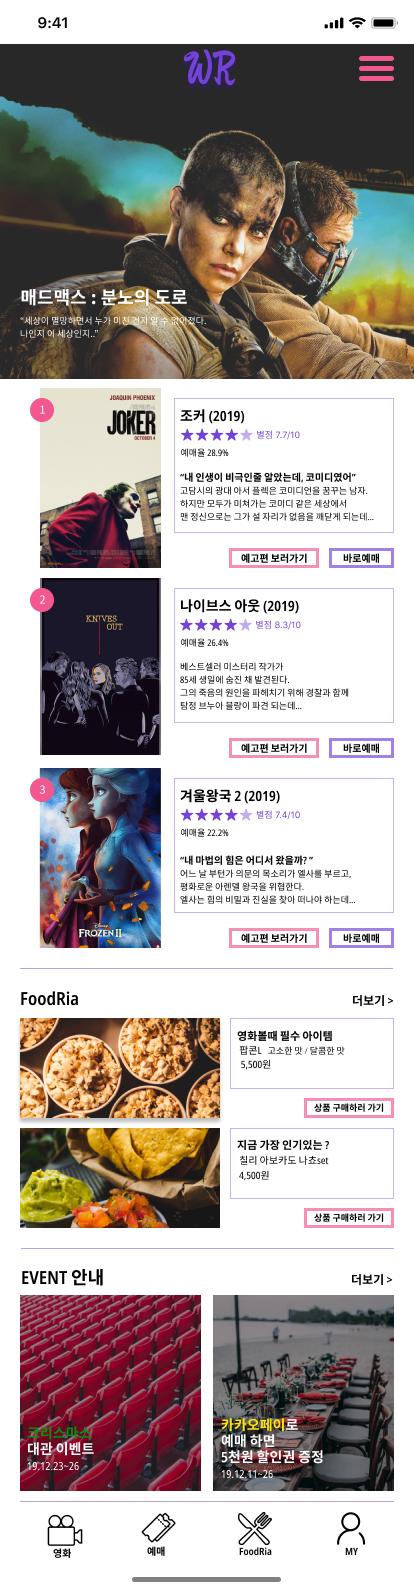 9:41
WR
매드맥스 : 분노의 도로
“세상이 멸망하면서 누가 미친 건지 알 수 없어졌다.
나인지 이 세상인지..”
1
JOAQUIN PHOENIX
JOKER
OCTOBER 4
조커 (2019)
별점 7.7/10
예매율 28.9%
“내 인생이 비극인줄 알았는데, 코미디였어”
고담시의 광대 아서 플렉은 코미디언을 꿈꾸는 남자.
하지만 모두가 미쳐가는 코미디 같은 세상에서
맨 정신으로는 그가 설 자리가 없음을 깨닫게 되는데...
예고편 보러가기
바로예매
2
KNIVES
OUT
나이브스 아웃 (2019)
별점 8.3/10
예매율 26.4%
베스트셀러 미스터리 작가가
85세 생일에 숨진 채 발견된다.
그의 죽음의 원인을 파헤치기 위해 경찰과 함께
탐정 브누아 블랑이 파견 되는데...
예고편 보러가기
바로예매
3
Disney
FROZEN II
겨울왕국 2 (2019)
별점 7.4/10
예매율 22.2%
“내 마법의 힘은 어디서 왔을까? ”
어느 날 부턴가 의문의 목소리가 엘사를 부르고,
평화로운 아렌델 왕국을 위협한다.
엘사는 힘의 비밀과 진실을 찾아 떠나야 하는데...
예고편 보러가기
바로예매
FoodRia
더보기 >
영화볼때 필수 아이템
팝콘L 고소한 맛 / 달콤한 맛
5,500원
상품 구매하러 가기
지금 가장 인기있는 ?
칠리 아보카도 나쵸set
4,500원
상품 구매하러 가기
EVENT 안내
더보기 >
크리스마스
대관 이벤트
19.12.23~26
카카오페이로
예매 하면
5천원 할인권 증정
19.12.11~26
영화
예매
FoodRia
MY